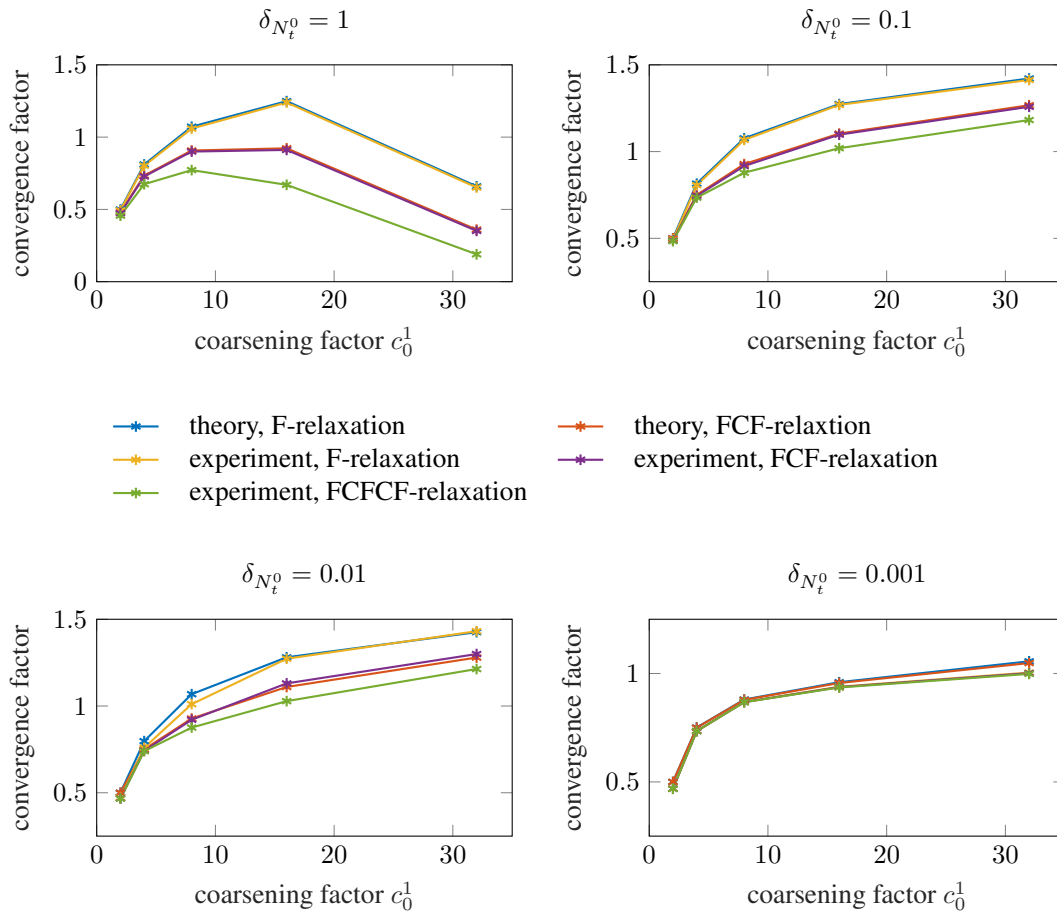 δ_{N_t^0} = 1
δ_{N_t^0} = 0.1
convergence factor
1.5
1
0.5
0
0
10
20
30
coarsening factor c_0^1
convergence factor
1.5
1
0.5
0
10
20
30
coarsening factor c_0^1
theory, F-relaxation
theory, FCF-relaxtion
experiment, F-relaxation
experiment, FCF-relaxation
experiment, FCFCF-relaxation
δ_{N_t^0} = 0.01
δ_{N_t^0} = 0.001
convergence factor
1.5
1
0.5
0
10
20
30
coarsening factor c_0^1
convergence factor
1
0.5
0
10
20
30
coarsening factor c_0^1